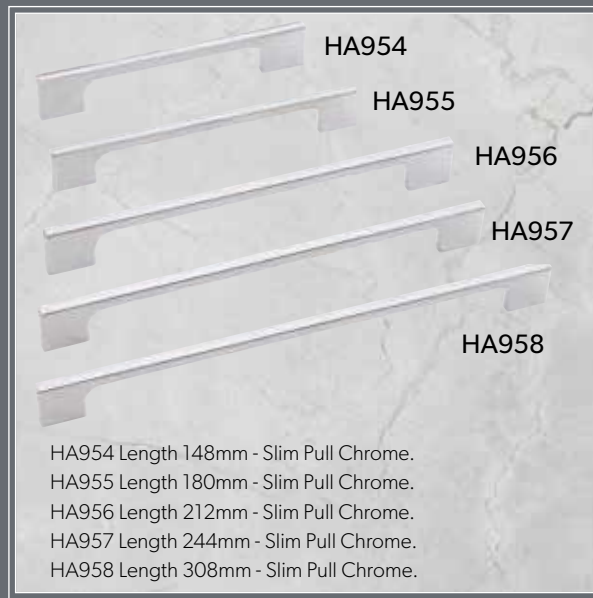 HA954
HA955
HA956
HA957
HA958
HA954 Length 148mm - Slim Pull Chrome.
HA955 Length 180mm - Slim Pull Chrome.
HA956 Length 212mm - Slim Pull Chrome.
HA957 Length 244mm - Slim Pull Chrome.
HA958 Length 308mm - Slim Pull Chrome.